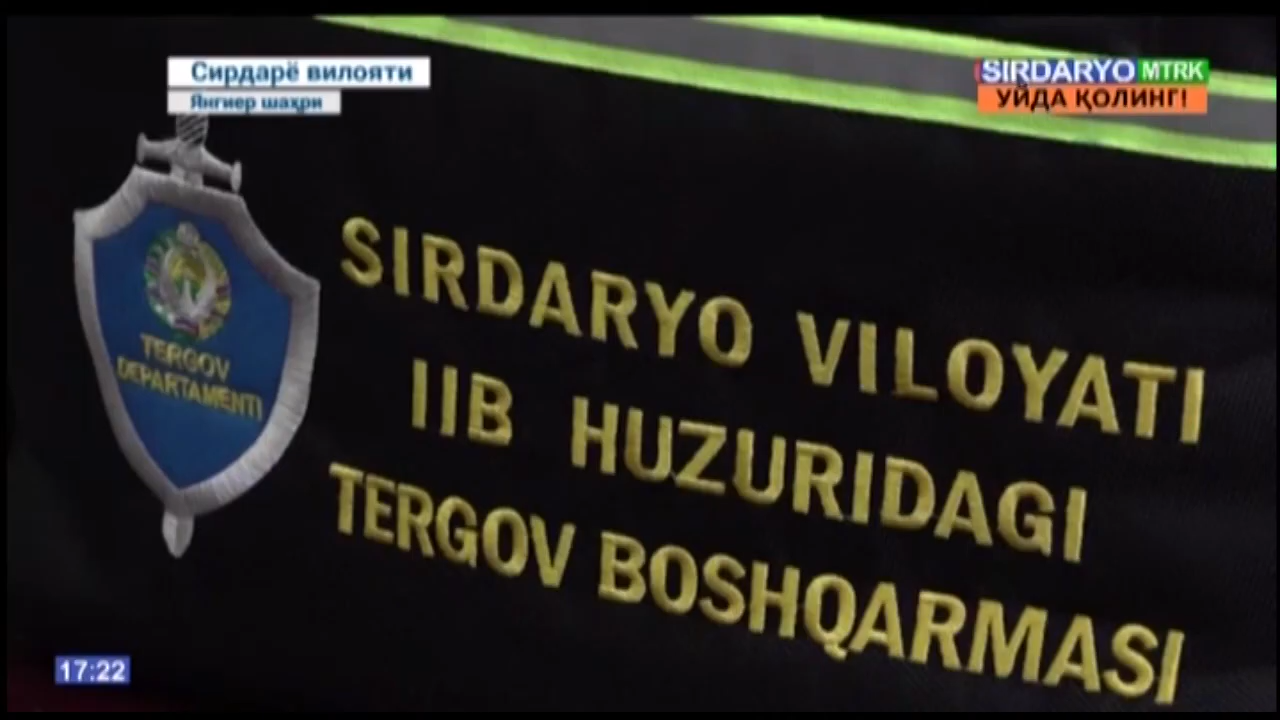 Сирдарё вилояти
Янгиер шаҳри
SIRDARYO MTRK
УЙДА ҚОЛИНГ!
TERGOV
DEPARTAMENTI
SIRDARYO VILOYATI
IIB HUZURIDAGI
TERGOV BOSHQARMASI
17:22